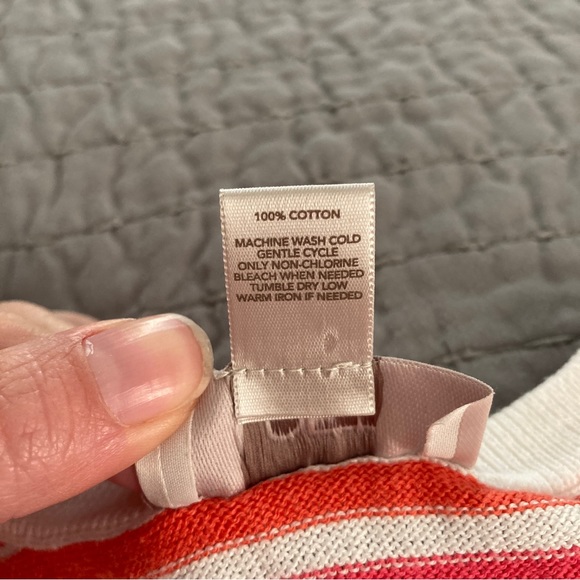 100% COTTON
MACHINE WASH COLD
GENTLE CYCLE
ONLY NON-CHLORINE
BLEACH WHEN NEEDED
TUMBLE DRY LOW
WARM IRON IF NEEDED